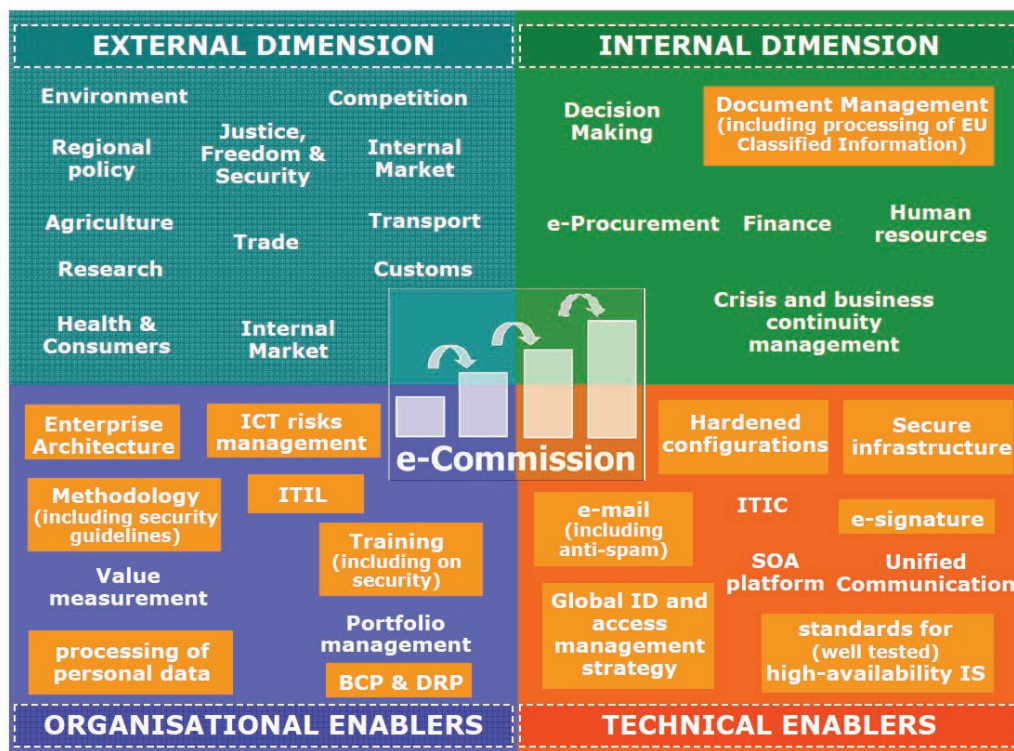 EXTERNAL DIMENSION
Environment
Competition
Regional
policy
Justice,
Freedom &
Security
Internal
Market
Agriculture
Trade
Transport
Research
Customs
Health &
Consumers
Internal
Market
INTERNAL DIMENSION
Decision
Making
Document Management
(including processing of EU
Classified Information)
e-Procurement
Finance
Human
resources
Crisis and business
continuity
management
e-Commission
Enterprise
Architecture
ICT risks
management
Methodology
(including security
guidelines)
ITIL
Training
(including on
security)
Value
measurement
Portfolio
management
processing of
personal data
BCP & DRP
ORGANISATIONAL ENABLERS
Hardened
configurations
Secure
infrastructure
e-mail
(including
anti-spam)
ITIC
e-signature
SOA
platform
Unified
Communication
Global ID and
access
management
strategy
standards for
(well tested)
high-availability IS
TECHNICAL ENABLERS